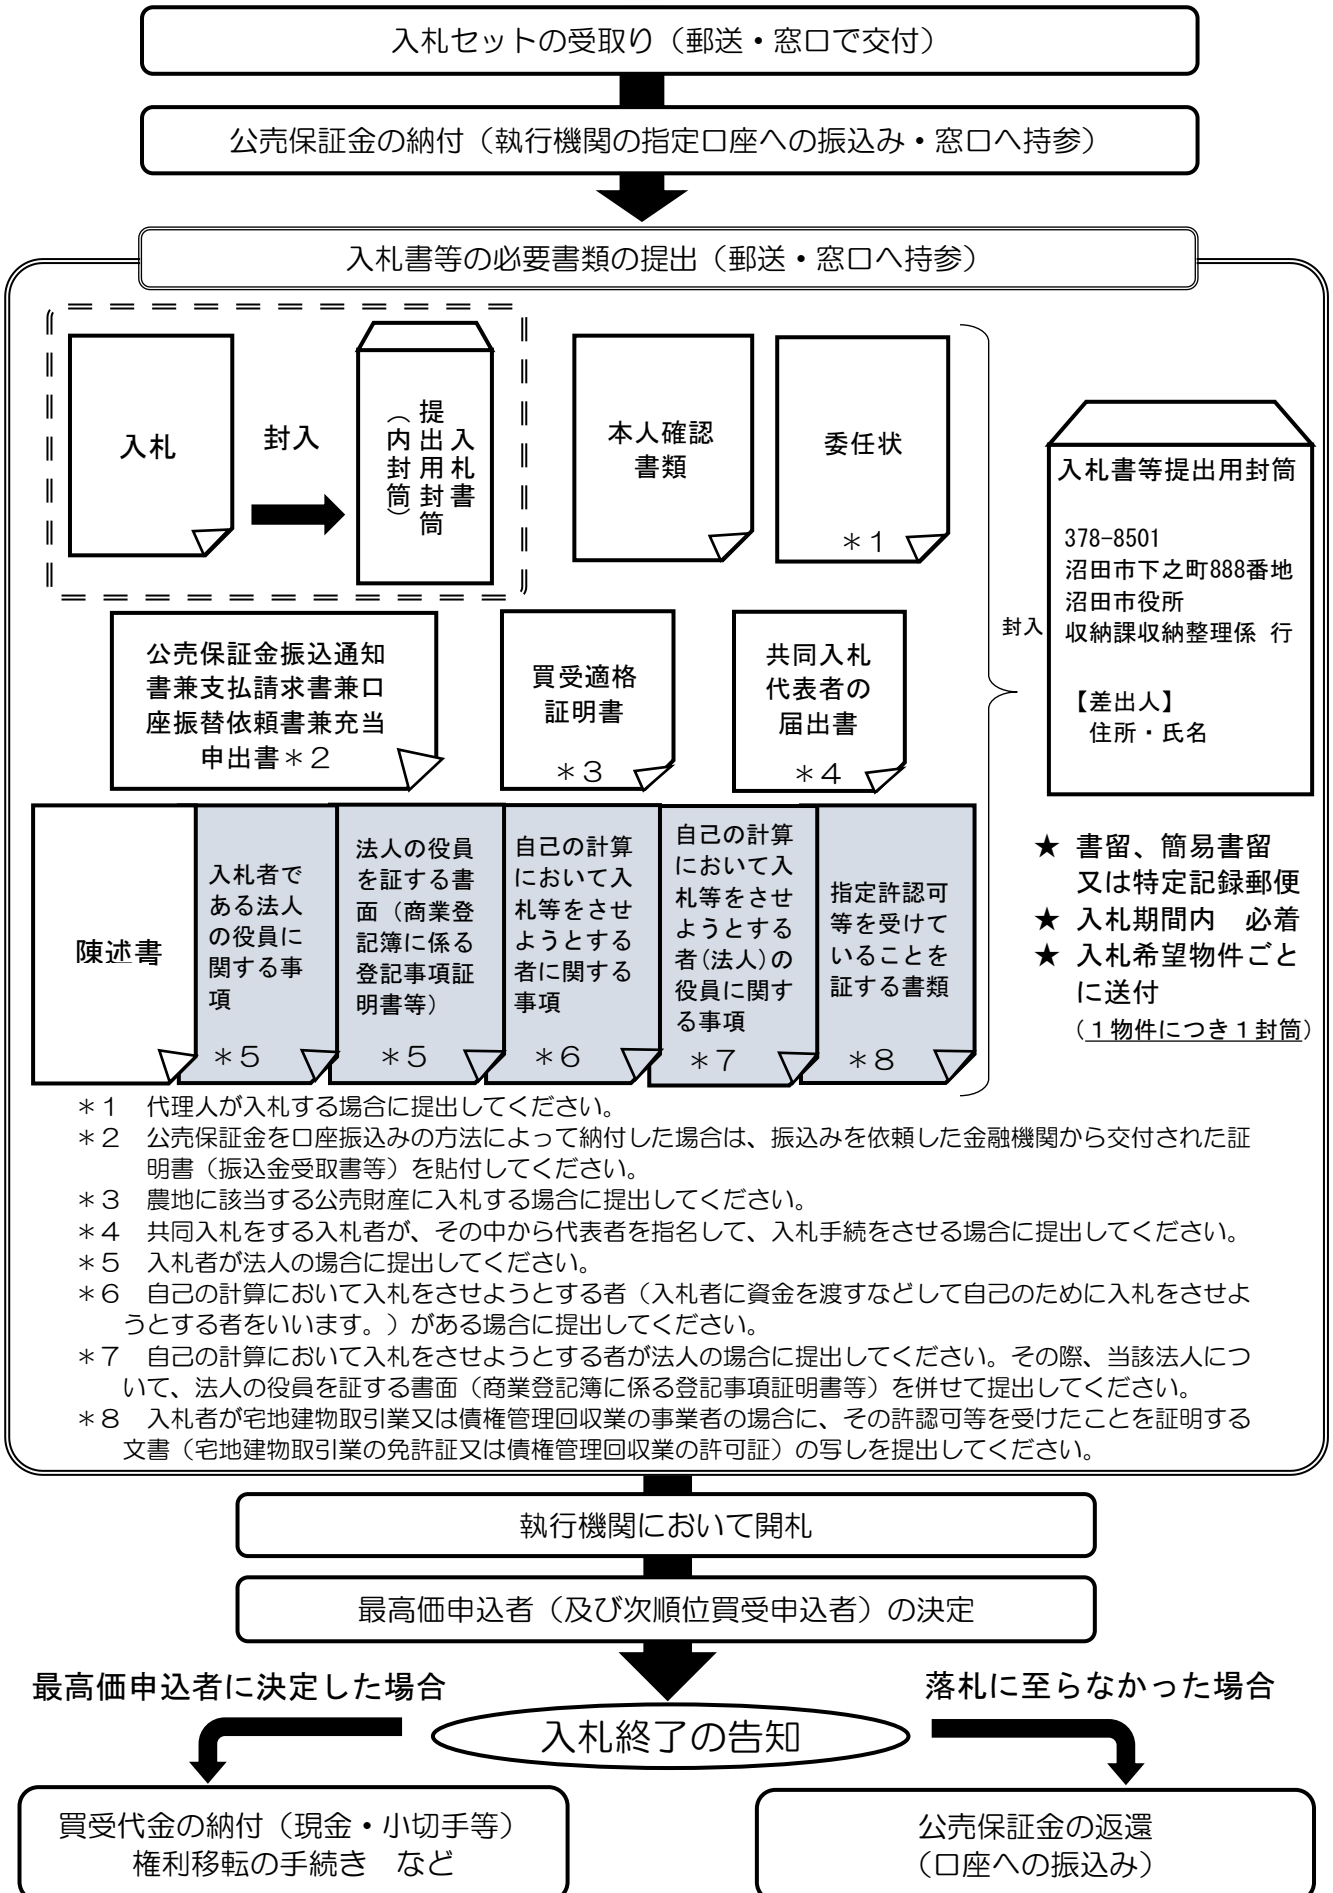 入札セットの受取り（郵送・窓口で交付）
公売保証金の納付（執行機関の指定口座への振込み・窓口へ持参）
入札書等の必要書類の提出（郵送・窓口へ持参）
入札
封入
入札書
提出用封筒
（内封筒）
本人確認
書類
委任状
＊１
公売保証金振込通知
書兼支払請求書兼口
座振替依頼書兼充当
申出書＊２
買受適格
証明書
＊３
共同入札
代表者の
届出書
＊４
封入
入札書等提出用封筒
378-8501
沼田市下之町888番地
沼田市役所
収納課収納整理係 行
【差出人】
住所・氏名
陳述書
入札者で
ある法人
の役員に
関する事
項
＊５
法人の役員
を証する書
面（商業登
記簿に係る
登記事項証
明書等）
＊５
自己の計算
において入
札等をさせ
ようとする
者に関する
事項
＊６
自己の計算
において入
札等をさせ
ようとする
者(法人)の
役員に関す
る事項
＊７
指定許認可
等を受けて
いることを
証する書類
＊８
★ 書留、簡易書留
又は特定記録郵便
★ 入札期間内　必着
★ 入札希望物件ごと
に送付
（１物件につき１封筒）
＊１　代理人が入札する場合に提出してください。
＊２　公売保証金を口座振込みの方法によって納付した場合は、振込みを依頼した金融機関から交付された証
明書（振込金受取書等）を貼付してください。
＊３　農地に該当する公売財産に入札する場合に提出してください。
＊４　共同入札をする入札者が、その中から代表者を指名して、入札手続をさせる場合に提出してください。
＊５　入札者が法人の場合に提出してください。
＊６　自己の計算において入札をさせようとする者（入札者に資金を渡すなどして自己のために入札をさせよ
うとする者をいいます。）がある場合に提出してください。
＊７　自己の計算において入札をさせようとする者が法人の場合に提出してください。その際、当該法人につ
いて、法人の役員を証する書面（商業登記簿に係る登記事項証明書等）を併せて提出してください。
＊８　入札者が宅地建物取引業又は債権管理回収業の事業者の場合に、その許認可等を受けたことを証明する
文書（宅地建物取引業の免許証又は債権管理回収業の許可証）の写しを提出してください。
執行機関において開札
最高価申込者（及び次順位買受申込者）の決定
最高価申込者に決定した場合
落札に至らなかった場合
入札終了の告知
買受代金の納付（現金・小切手等）
権利移転の手続き　など
公売保証金の返還
（口座への振込み）